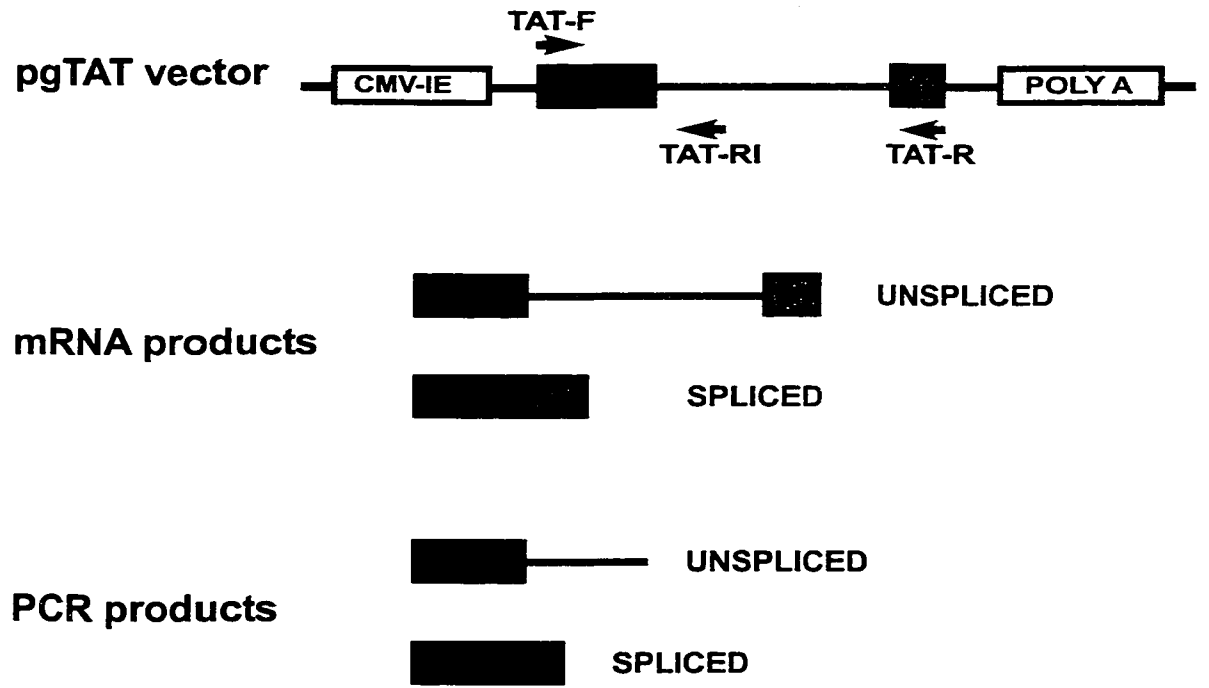 TAT-F
pgTAT vector
CMV-IE
POLY A
TAT-RI
TAT-R
UNSPLICED
mRNA products
SPLICED
UNSPLICED
PCR products
SPLICED